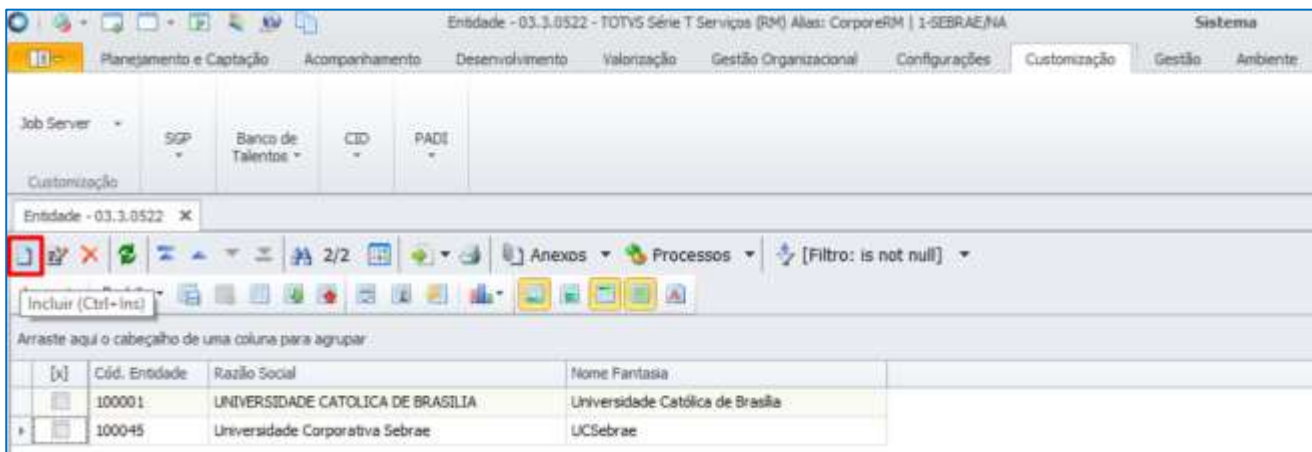 Entidade - 03.3.0522 - TOTVS Série T Serviços (RM) Alias: CorporeRM | 1-SEBRAE/NA Sistema
Planejamento e Captação Acompanhamento Desenvolvimento Valorização Gestão Organizacional Configurações Customização Gestão Ambiente
Job Server SGP Banco de Talentos CID PADI
Customização
Entidade - 03.3.0522
2/2 Anexos Processos [Filtro: is not null]
Incluir (Ctrl+Ins)
Arraste aqui o cabeçalho de uma coluna para agrupar
[x] Cód. Entidade Razão Social Nome Fantasia
100001 UNIVERSIDADE CATOLICA DE BRASILIA Universidade Católica de Brasília
100045 Universidade Corporativa Sebrae UCSebrae